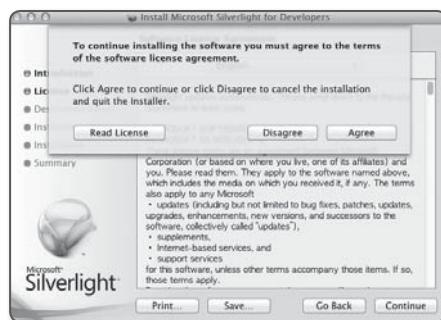 Install Microsoft Silverlight for Developers
To continue installing the software you must agree to the terms
of the software license agreement.
Click Agree to continue or click Disagree to cancel the installation
and quit the Installer.
Read License
Disagree
Agree
Summary
Corporation (or based on where you live, one of its affiliates) and
you. Please read them. They apply to the software named above,
which includes the media on which you received it, if any. The terms
also apply to any Microsoft
• updates (including but not limited to bug fixes, patches, updates,
upgrades, enhancements, new versions, and successors to the
software, collectively called "updates"),
• supplements,
• Internet-based services, and
• support services
for this software, unless other terms accompany those items. If so,
those terms apply.
Microsoft
Silverlight
Print...
Save...
Go Back
Continue